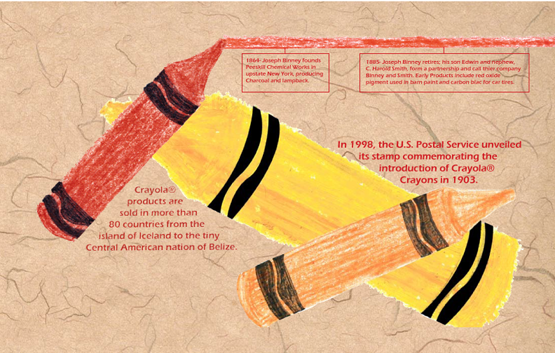 1864- Joseph Binney founds
Peeskill Chemical Works in
upstate New York, producing
Charcoal and lampback.
1885- Joseph Binney retires, his son Edwin and nephew,
C. Harold Smith, form a partnership and call thier company
Binney and Smith. Early Products include red oxide
pigment used in barn paint and carbon blac for car tires.
In 1998, the U.S. Postal Service unveiled
its stamp commemorating the
introduction of Crayola®
Crayons in 1903.
Crayola®
products are
sold in more than
80 countries from the
island of Iceland to the tiny
Central American nation of Belize.